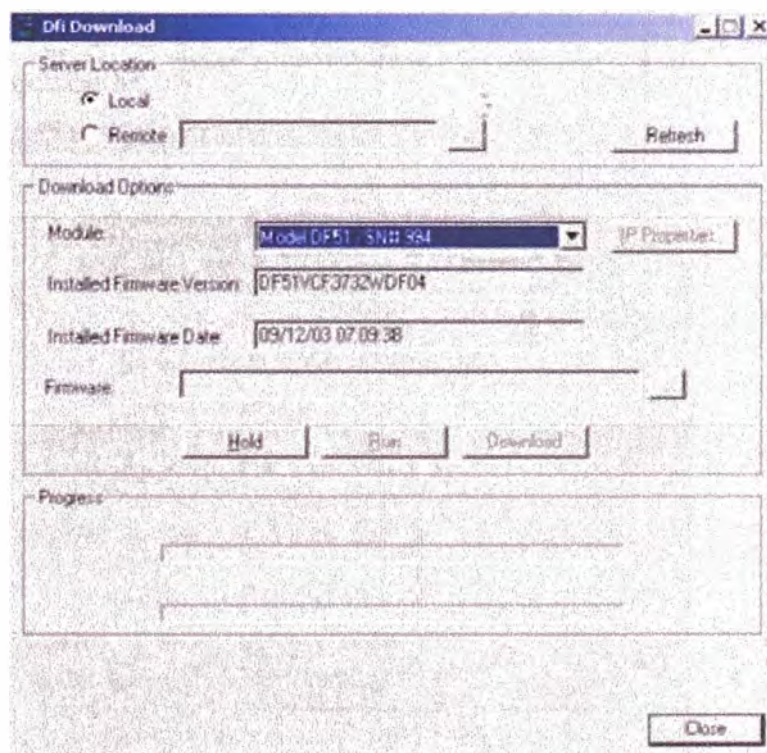 Dfi Download
Server Location
Local
Remote
Refresh
Download Options
Module: Model DF51 : SN# 994 IP Properties
Installed Firmware Version: DF51VCF3732WDF04
Installed Firmware Date: 09/12/03 07:09:38
Firmware: ...
Hold Run Download
Progress
Close